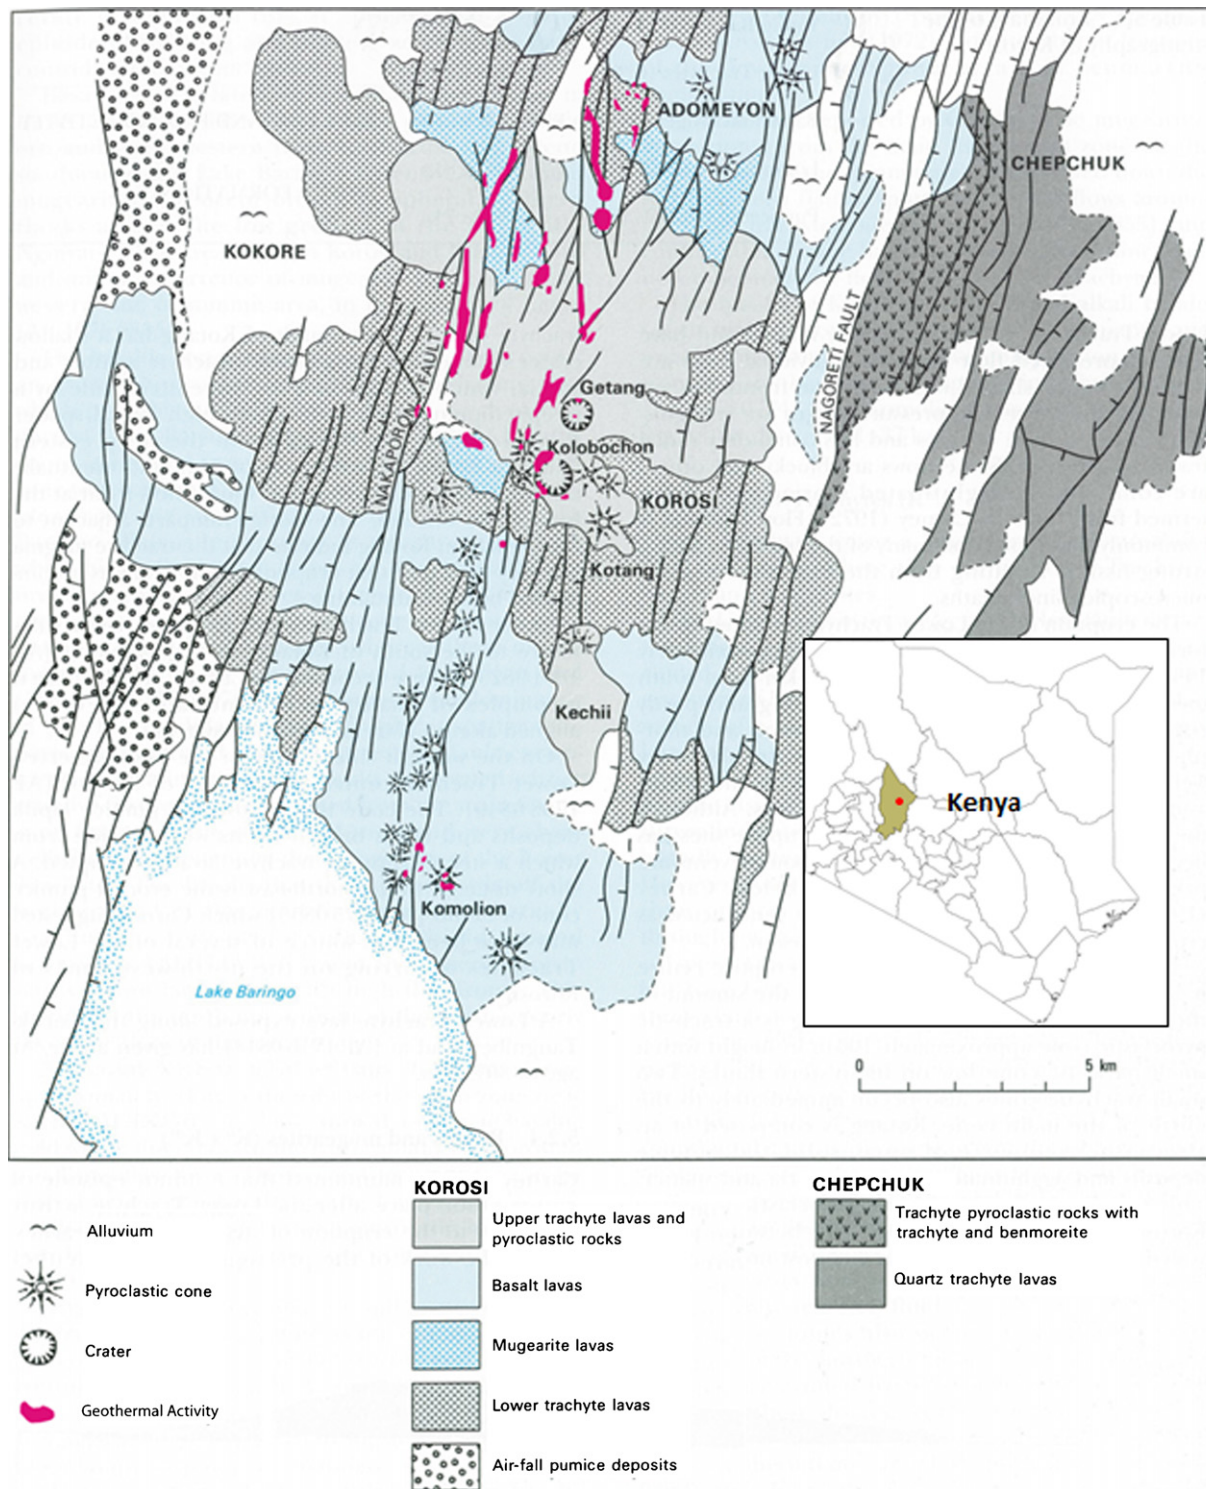 ADOMEYON
CHEPCHUK
KOKORE
NAKAPORON FAULT
NAGORETI FAULT
Getang
Kolobochon
KOROSI
Kotang
Kechii
Kenya
Komolion
Lake Baringo
0 5 km
KOROSI
CHEPCHUK
Alluvium
Pyroclastic cone
Crater
Geothermal Activity
Upper trachyte lavas and
pyroclastic rocks
Basalt lavas
Mugearite lavas
Lower trachyte lavas
Air-fall pumice deposits
Trachyte pyroclastic rocks with
trachyte and benmoreite
Quartz trachyte lavas